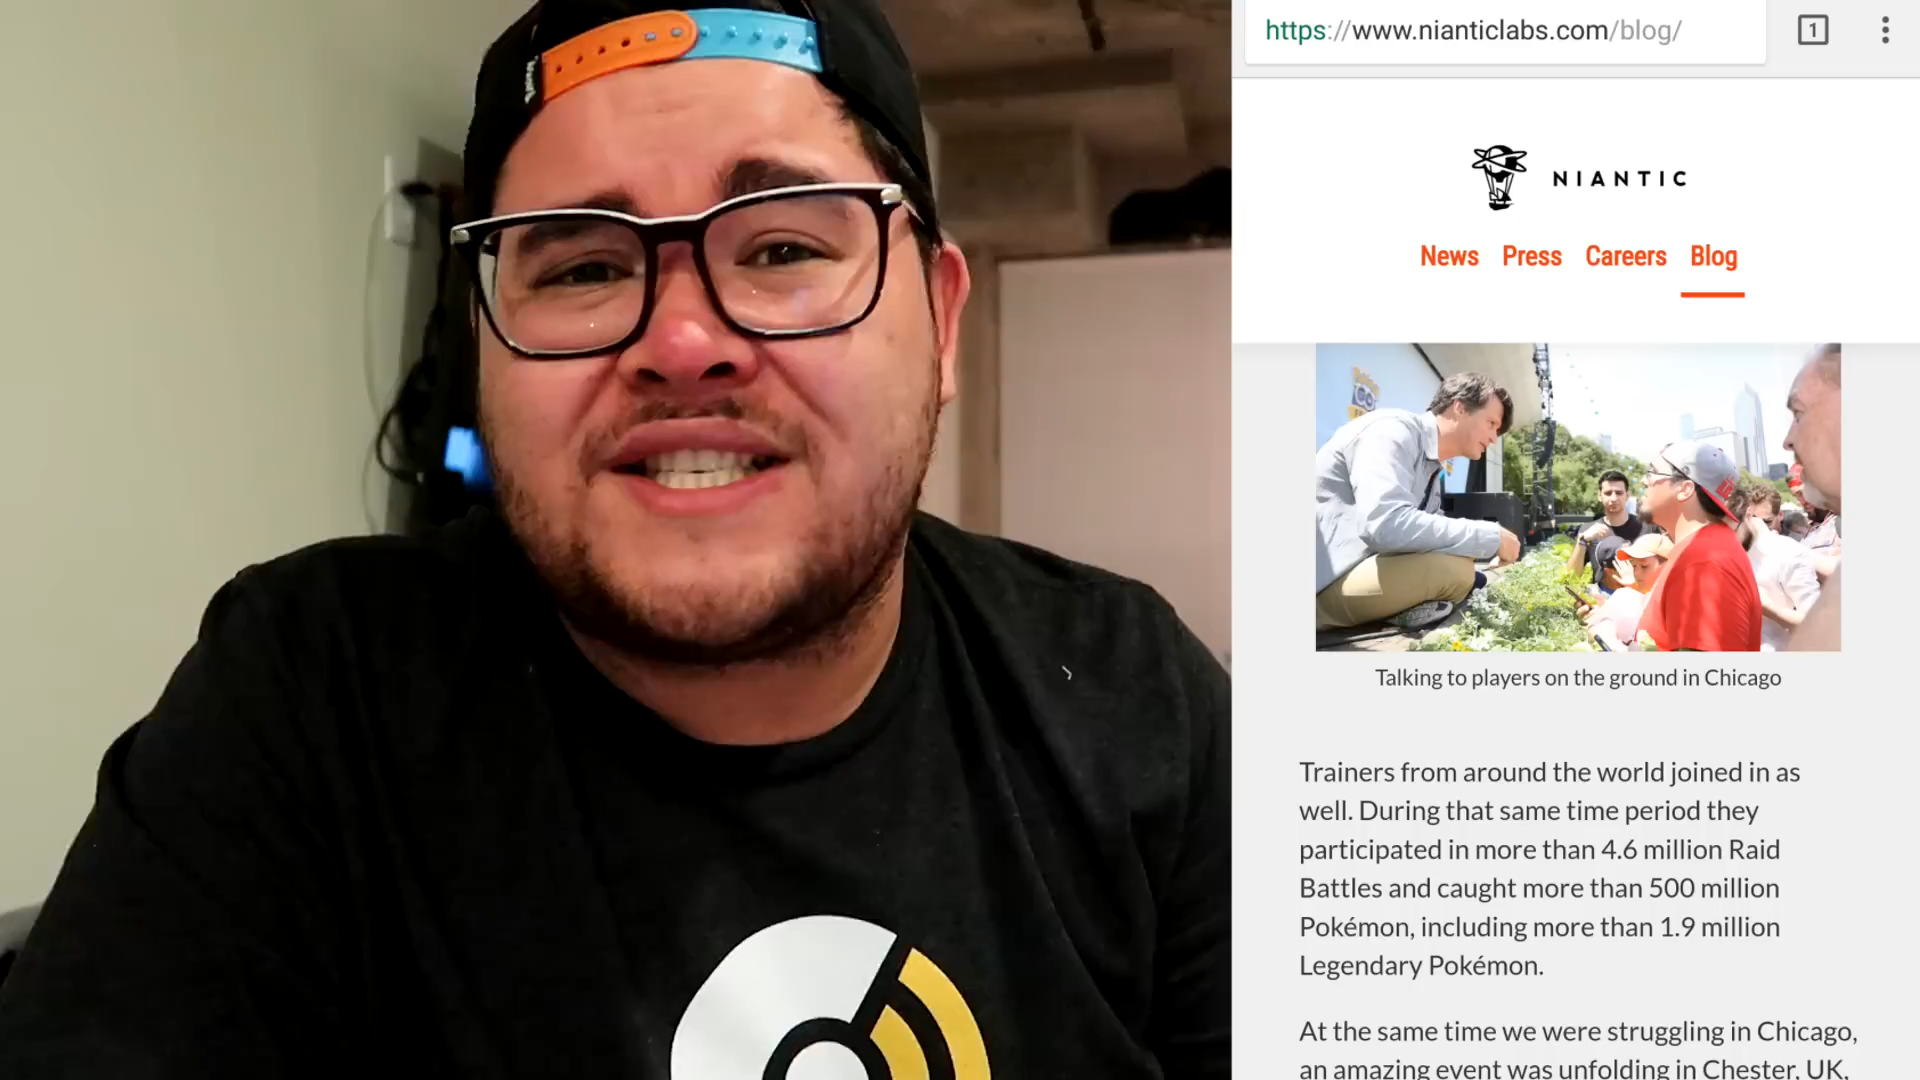 https://www.nianticlabs.com/blog/
1
NIANTIC
News Press Careers Blog
GO
Talking to players on the ground in Chicago
Trainers from around the world joined in as
well. During that same time period they
participated in more than 4.6 million Raid
Battles and caught more than 500 million
Pokémon, including more than 1.9 million
Legendary Pokémon.
At the same time we were struggling in Chicago,
an amazing event was unfolding in Chester, UK,